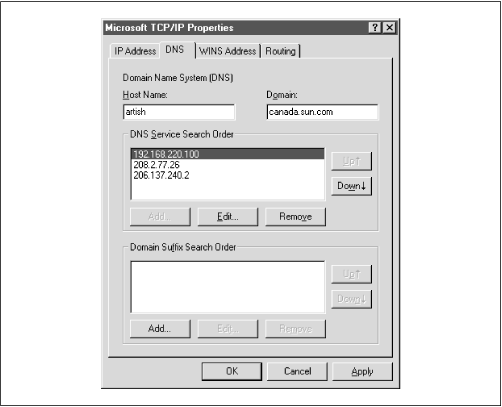 Microsoft TCP/IP Properties
IP Address DNS WINS Address Routing
Domain Name System (DNS)
Host Name: Domain:
artish canada.sun.com
DNS Service Search Order
192.168.220.100
208.2.77.26
206.137.240.2
Up↑
Down↓
Add... Edit... Remove
Domain Suffix Search Order
Up↑
Down↓
Add... Edit... Remove
OK Cancel Apply